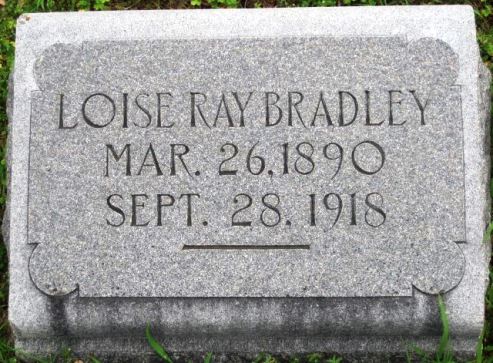 LOISE RAY BRADLEY
MAR. 26, 1890
SEPT. 28, 1918